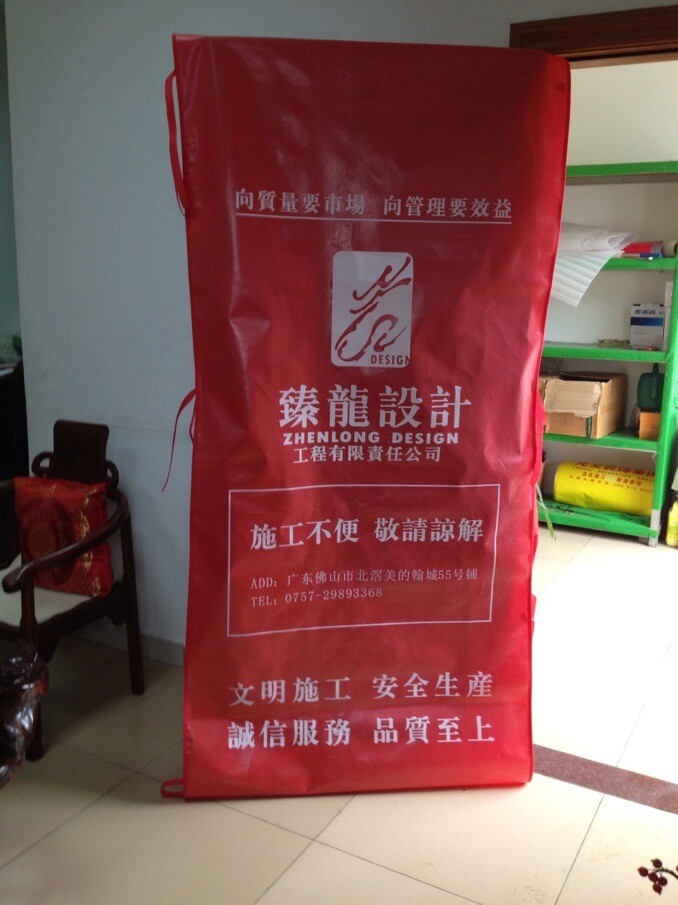 向質量要市場 向管理要效益
DESIGN
臻龍設計
ZHENLONG DESIGN
工程有限責任公司
施工不便 敬請諒解
ADD: 广东佛山市北滘美的翰城55号铺
TEL: 0757-29893368
文明施工 安全生産
誠信服務 品質至上